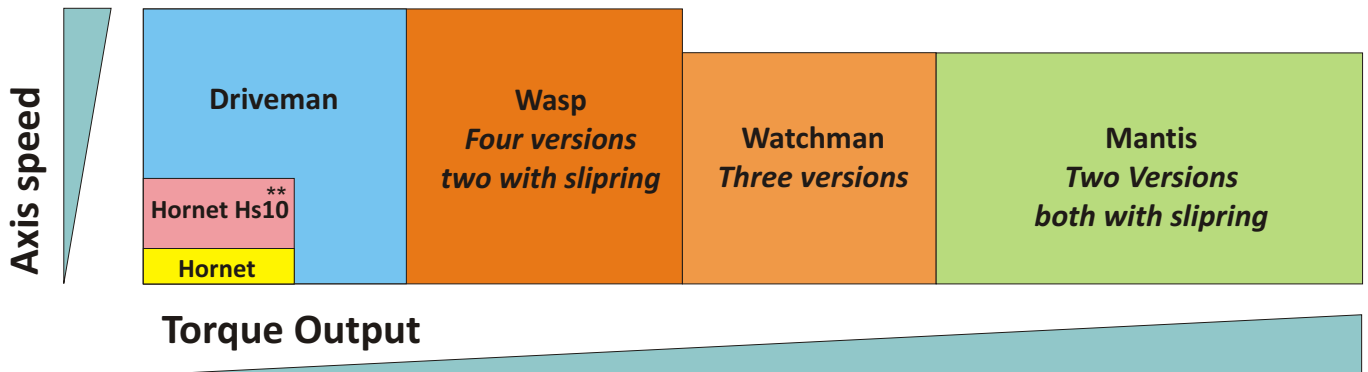 Axis speed
Driveman
Hornet Hs10
**
Hornet
Wasp
Four versions
two with slipring
Watchman
Three versions
Mantis
Two Versions
both with slipring
Torque Output